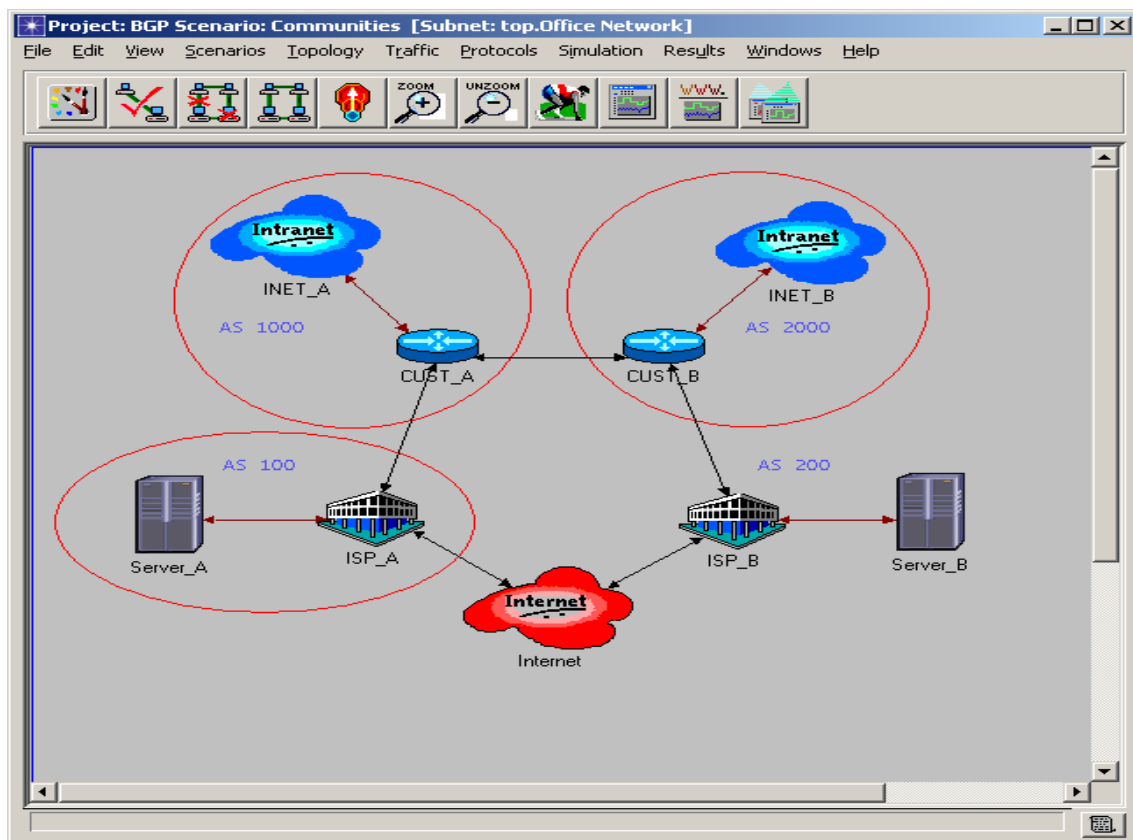 Project: BGP Scenario: Communities [Subnet: top.Office Network]
File Edit View Scenarios Topology Traffic Protocols Simulation Results Windows Help
ZOOM UNZOOM
Intranet
INET_A
AS 1000
CUST_A
Intranet
INET_B
AS 2000
CUST_B
AS 100
Server_A
ISP_A
AS 200
ISP_B
Server_B
Internet
Internet